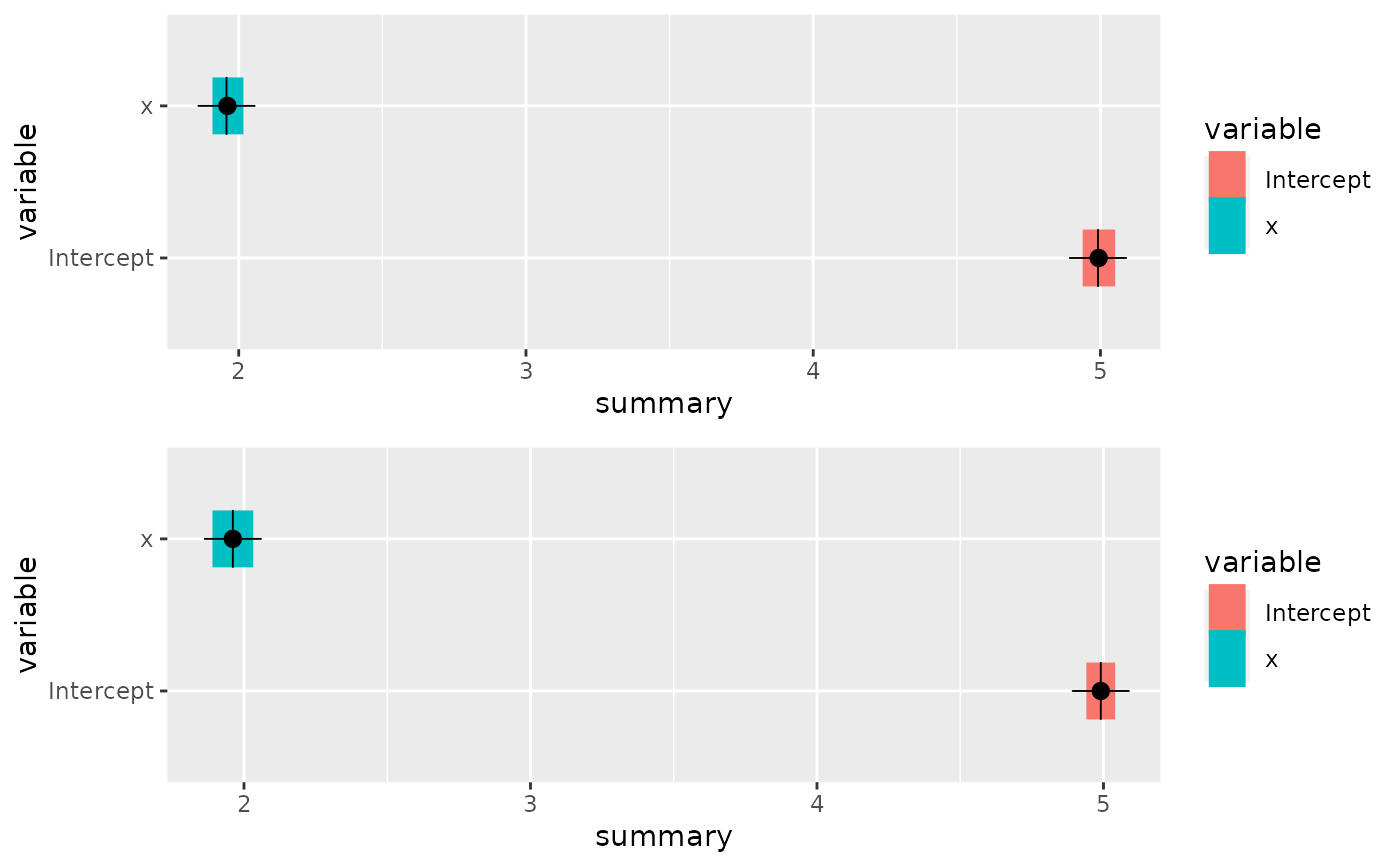 variable
x
Intercept
2 3 4 5
summary
variable
Intercept
x
variable
x
Intercept
2 3 4 5
summary
variable
Intercept
x